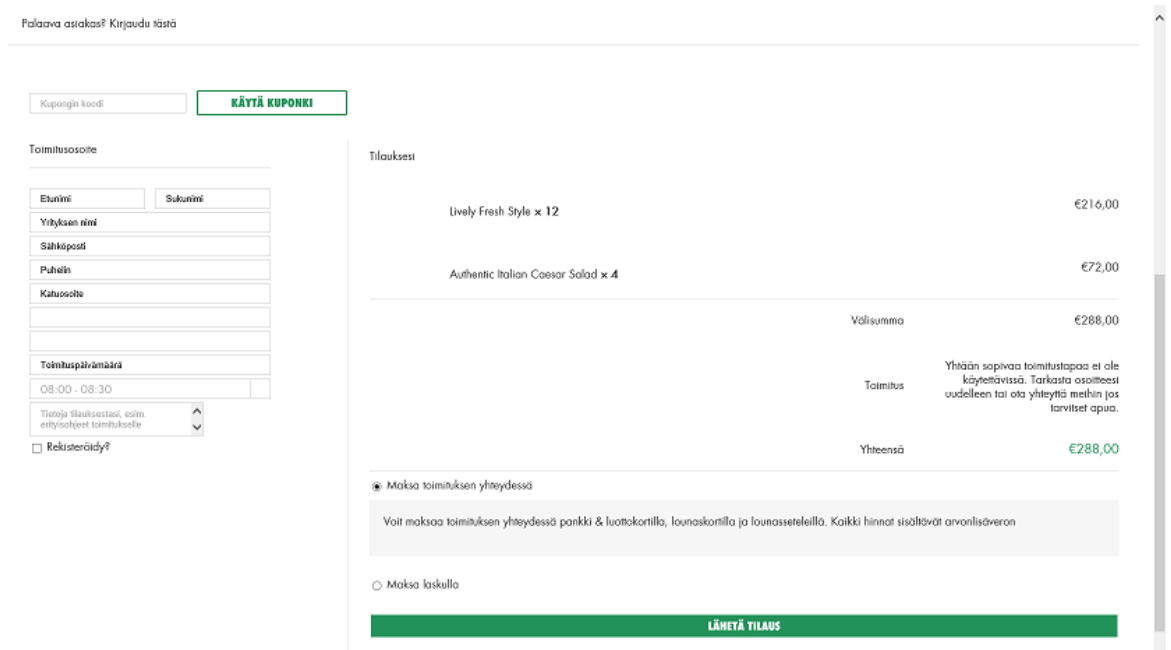 Palaava asiakas? Kirjaudu tästä
Kupongin koodi
KÄYTÄ KUPONKI
Toimitusosoite
Etunimi
Sukunimi
Yrityksen nimi
Sähköposti
Puhelin
Katuosoite
Toimituspäivämäärä
08:00 - 08:30
Tietoja tilauksestasi, esim.
erityisohjeet toimitukselle
Rekisteröidy?
Tilauksesi
Lively Fresh Style × 12
€216,00
Authentic Italian Caesar Salad × 4
€72,00
Välisumma
€288,00
Toimitus
Yhtään sopivaa toimitustapaa ei ole
käytettävissä. Tarkasta osoitteesi
uudelleen tai ota yhteyttä meihin jos
tarvitset apua.
Yhteensä
€288,00
Maksa toimituksen yhteydessä
Voit maksaa toimituksen yhteydessä pankki & luottokortilla, lounaskortilla ja lounasseteleillä. Kaikki hinnat sisältävät arvonlisäveron
Maksa laskulla
LÄHETÄ TILAUS